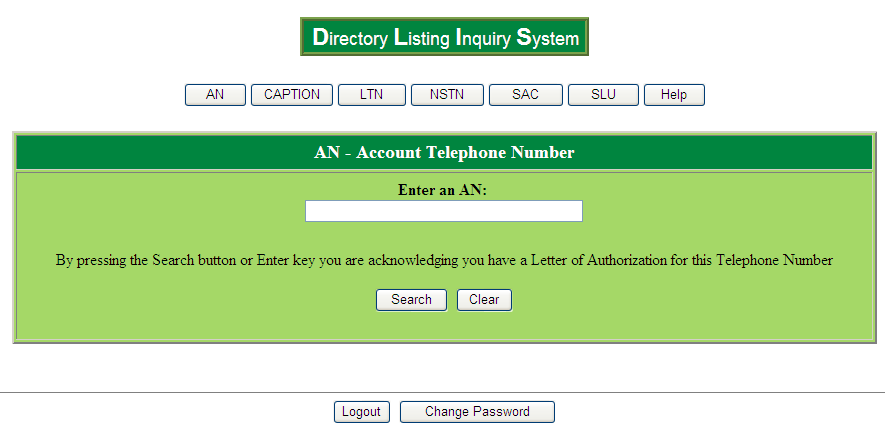 Directory Listing Inquiry System
AN CAPTION LTN NSTN SAC SLU Help
AN - Account Telephone Number
Enter an AN:
By pressing the Search button or Enter key you are acknowledging you have a Letter of Authorization for this Telephone Number
Search Clear
Logout Change Password